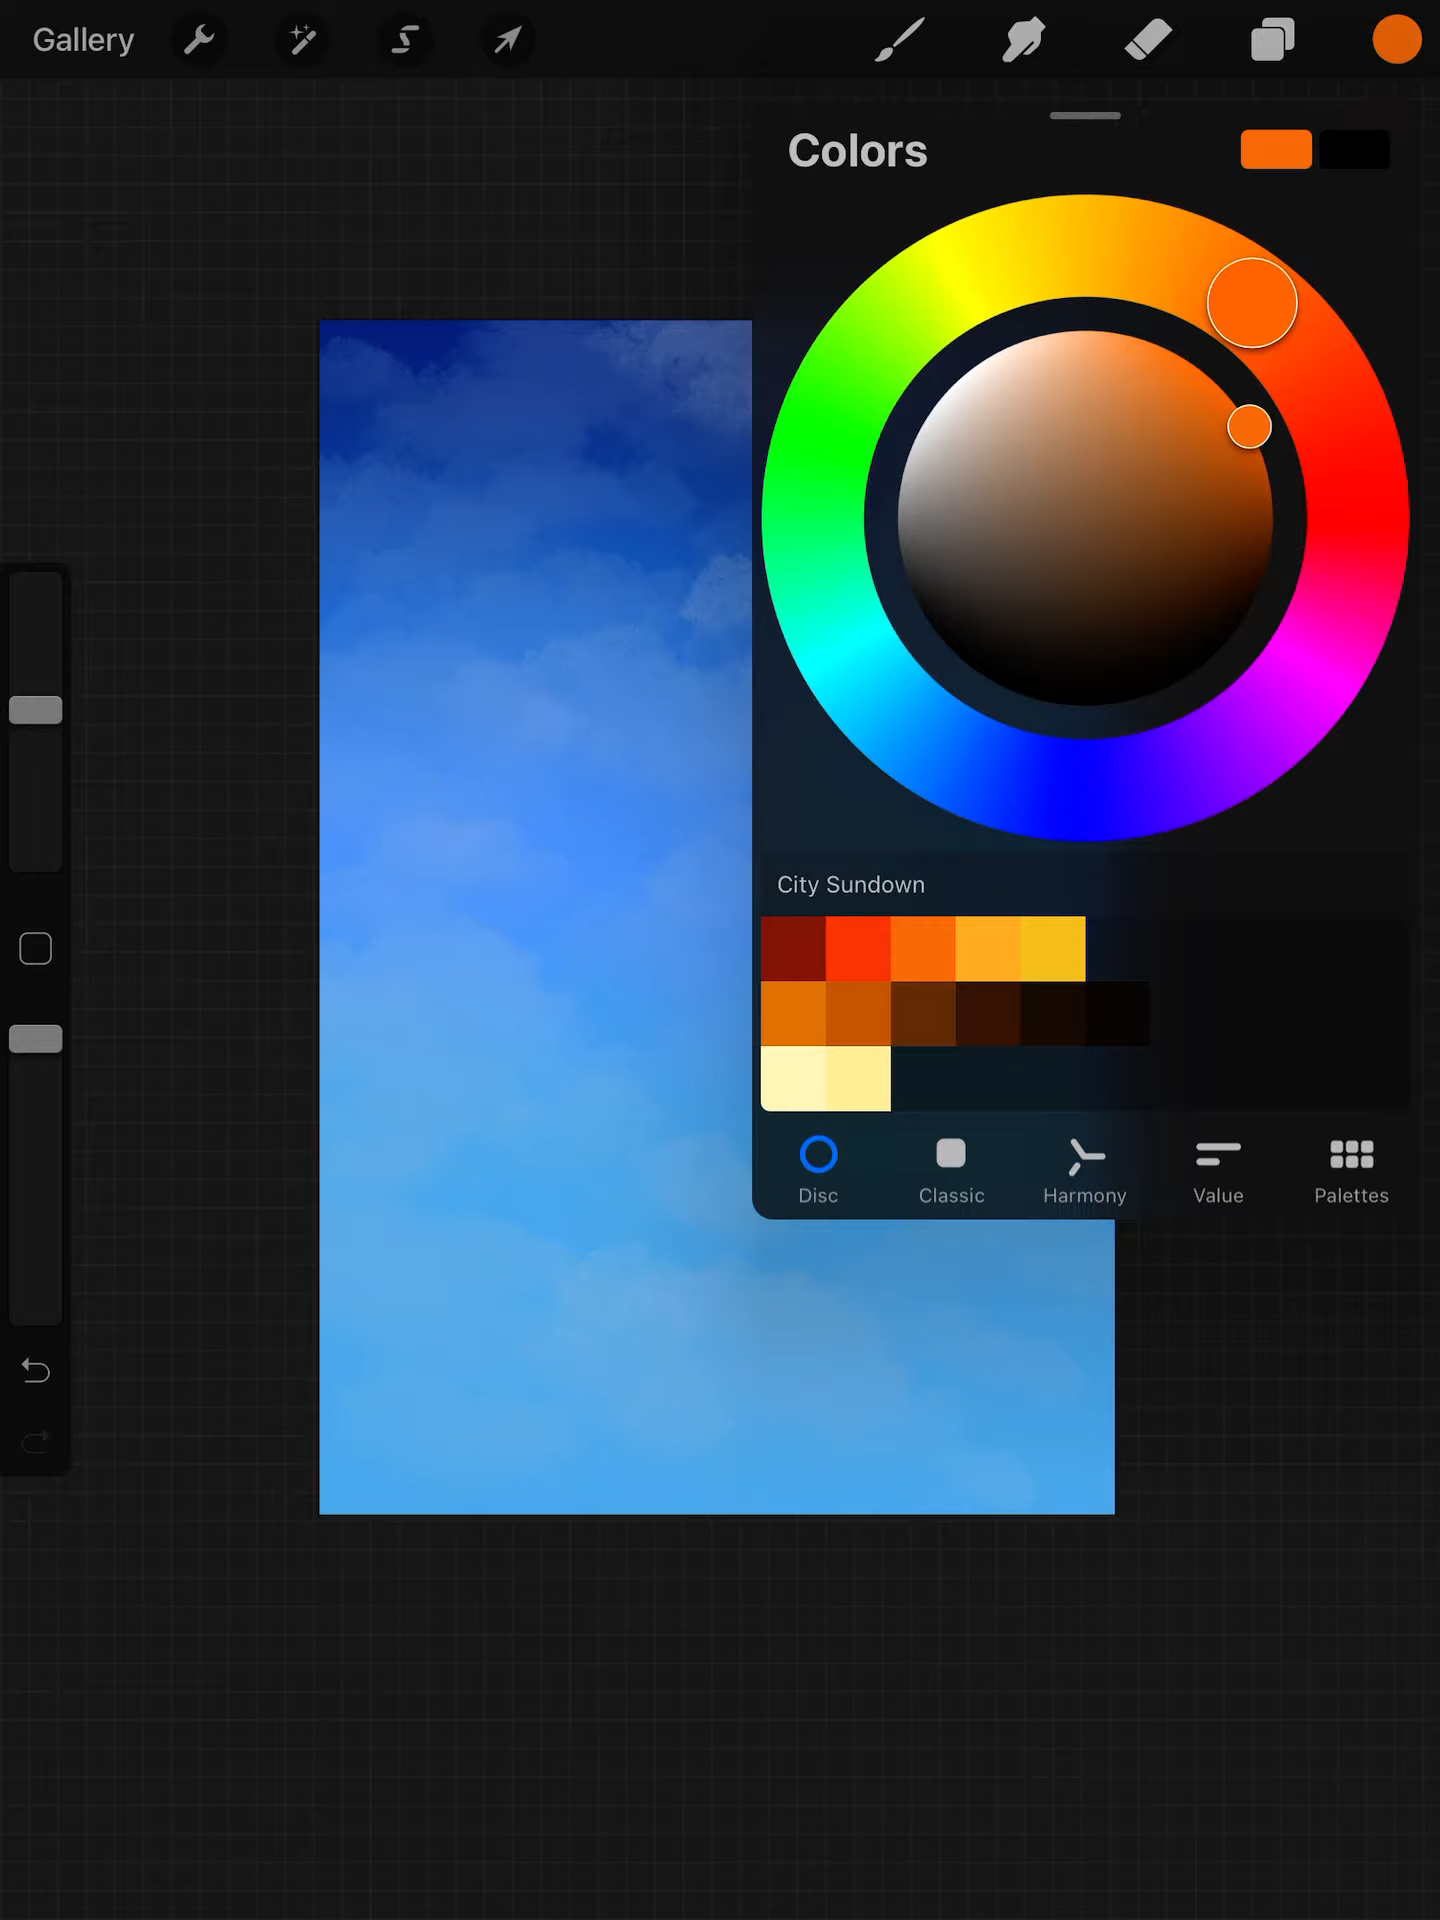 Gallery
Colors
City Sundown
Disc
Classic
Harmony
Value
Palettes